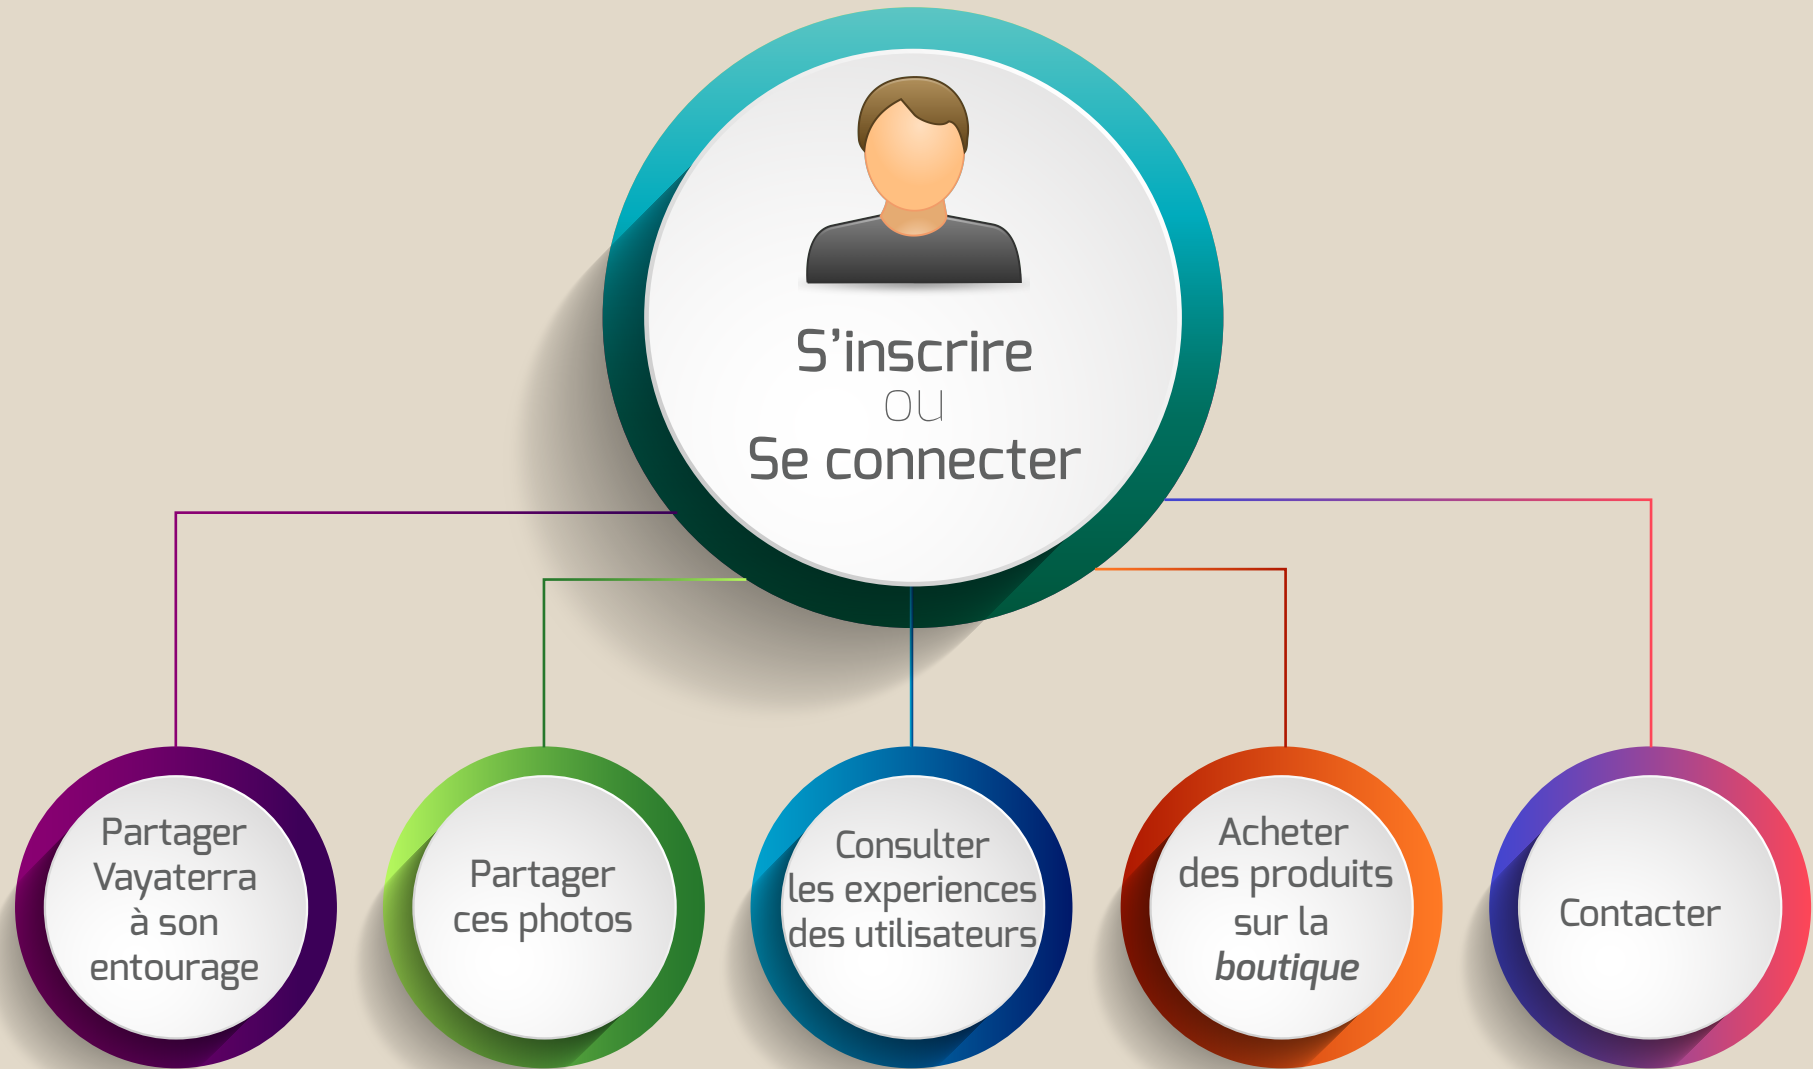 S’inscrire
ou
Se connecter
Partager
Vayaterra
à son
entourage
Partager
ces photos
Consulter
les experiences
des utilisateurs
Acheter
des produits
sur la
boutique
Contacter